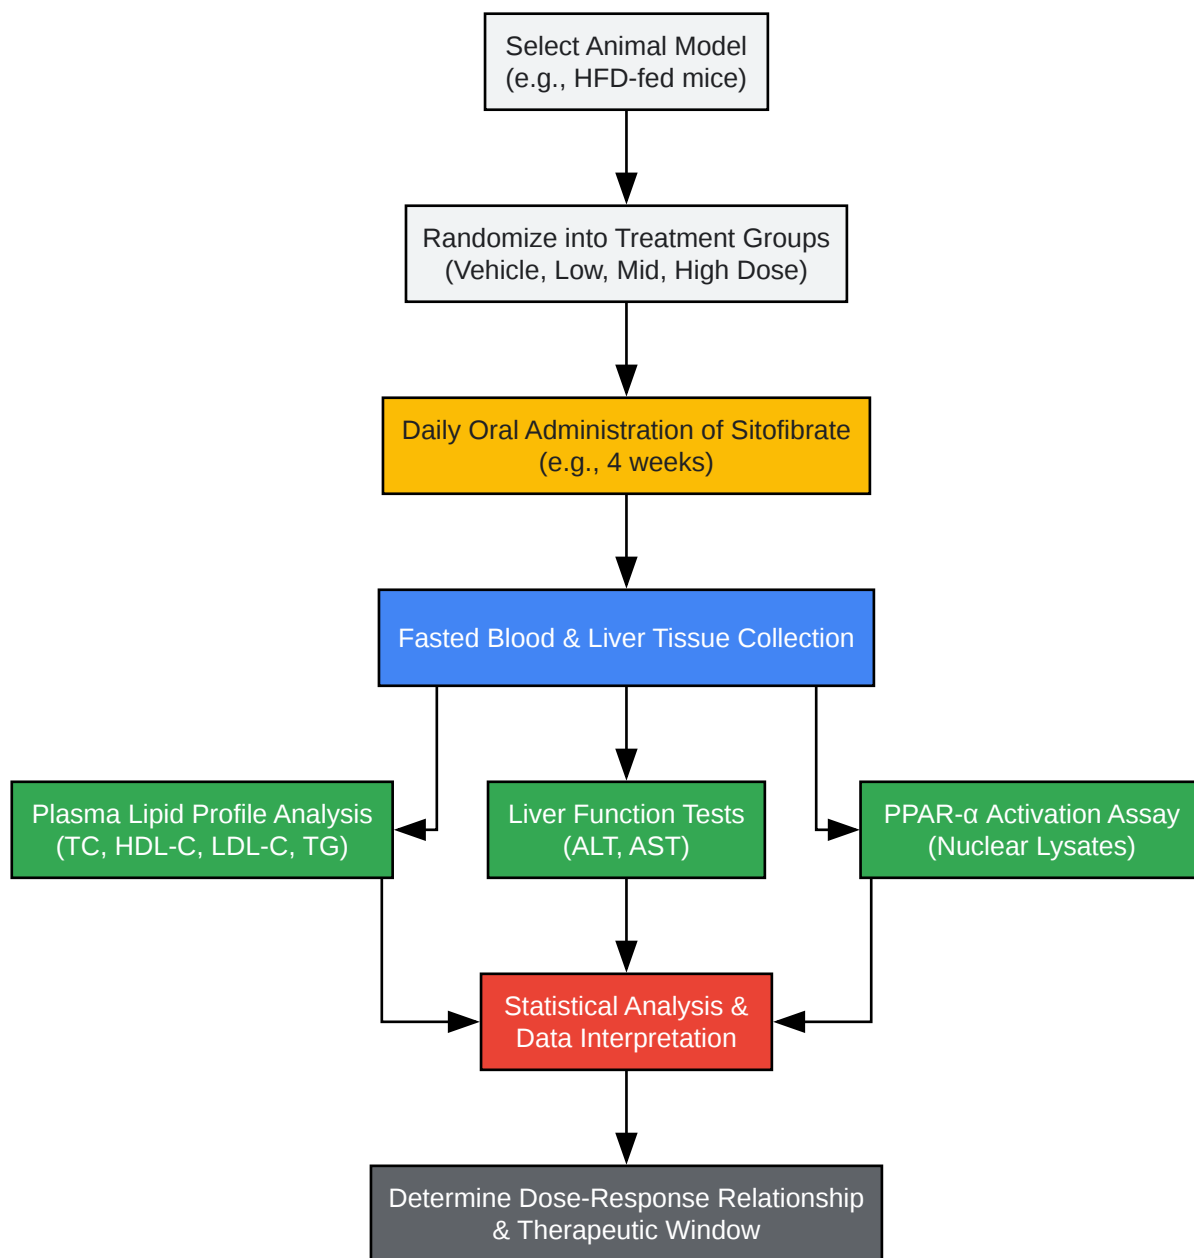 Select Animal Model
(e.g., HFD-fed mice)
Randomize into Treatment Groups
(Vehicle, Low, Mid, High Dose)
Daily Oral Administration of Sitofibrate
(e.g., 4 weeks)
Fasted Blood & Liver Tissue Collection
Plasma Lipid Profile Analysis
(TC, HDL-C, LDL-C, TG)
Liver Function Tests
(ALT, AST)
PPAR-α Activation Assay
(Nuclear Lysates)
Statistical Analysis &
Data Interpretation
Determine Dose-Response Relationship
& Therapeutic Window